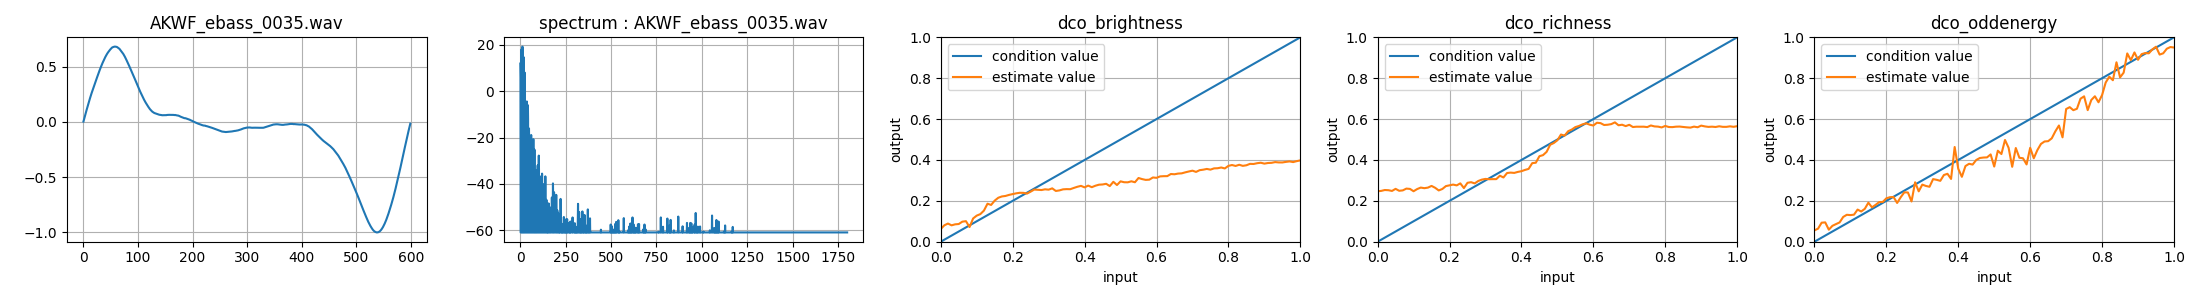 AKWF_ebass_0035.wav
0.5
0.0
−0.5
−1.0
0 100 200 300 400 500 600
spectrum : AKWF_ebass_0035.wav
20
0
−20
−40
−60
0 250 500 750 1000 1250 1500 1750
dco_brightness
condition value
estimate value
output
1.0
0.8
0.6
0.4
0.2
0.0
0.0 0.2 0.4 0.6 0.8 1.0
input
dco_richness
condition value
estimate value
output
1.0
0.8
0.6
0.4
0.2
0.0
0.0 0.2 0.4 0.6 0.8 1.0
input
dco_oddenergy
condition value
estimate value
output
1.0
0.8
0.6
0.4
0.2
0.0
0.0 0.2 0.4 0.6 0.8 1.0
input